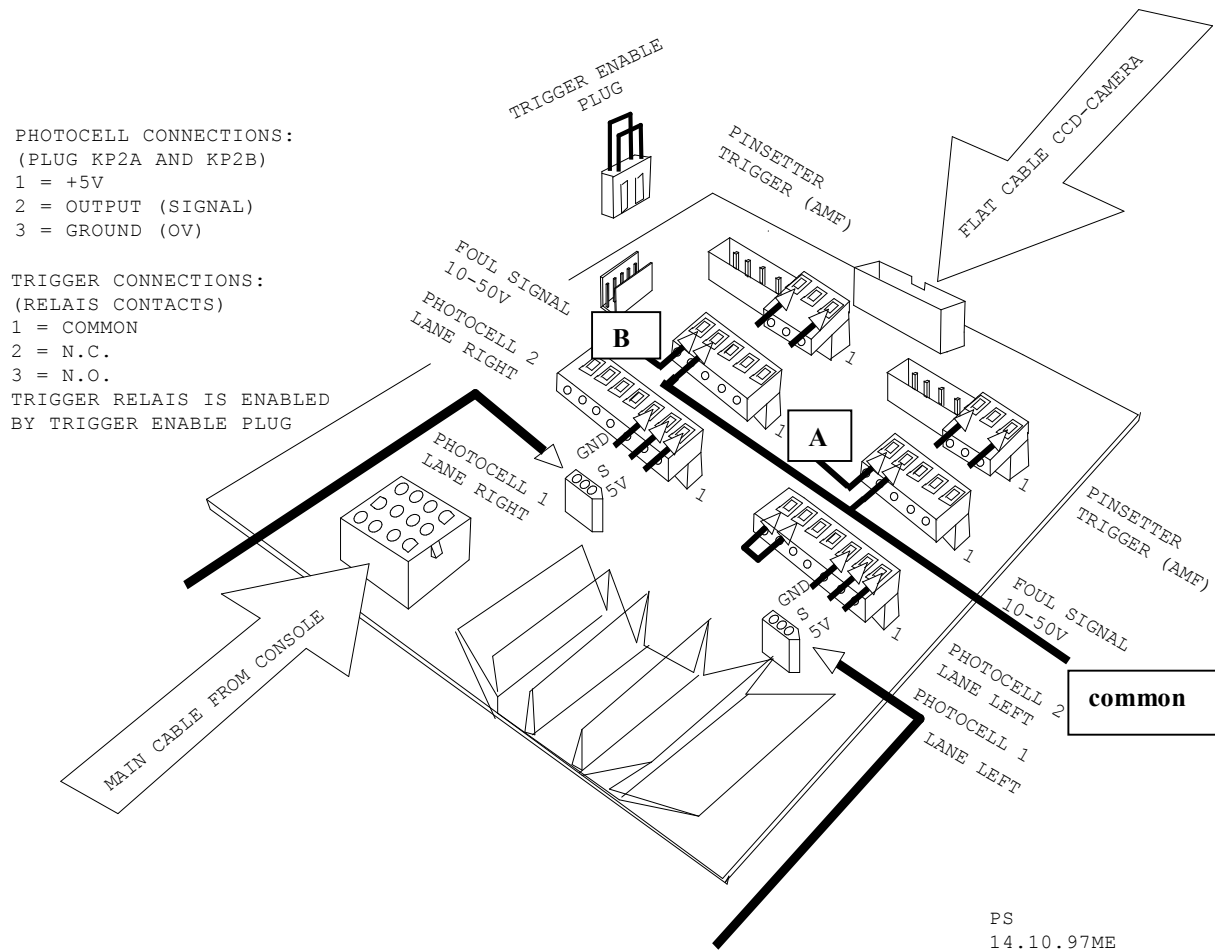 TRIGGER ENABLE
PLUG
PHOTOCELL CONNECTIONS:
(PLUG KP2A AND KP2B)
1 = +5V
2 = OUTPUT (SIGNAL)
3 = GROUND (OV)
TRIGGER CONNECTIONS:
(RELAIS CONTACTS)
1 = COMMON
2 = N.C.
3 = N.O.
TRIGGER RELAIS IS ENABLED
BY TRIGGER ENABLE PLUG
PINSETTER
TRIGGER (AMF)
FLAT CABLE CCD-CAMERA
FOUL SIGNAL
10-50V
PHOTOCELL 2
LANE RIGHT
B
1
1
A
1
1
1
1
PHOTOCELL 1
LANE RIGHT
GND
S
5V
GND
S
5V
MAIN CABLE FROM CONSOLE
PINSETTER
TRIGGER (AMF)
FOUL SIGNAL
10-50V
PHOTOCELL 2
LANE LEFT
PHOTOCELL 1
LANE LEFT
common
PS
14.10.97ME